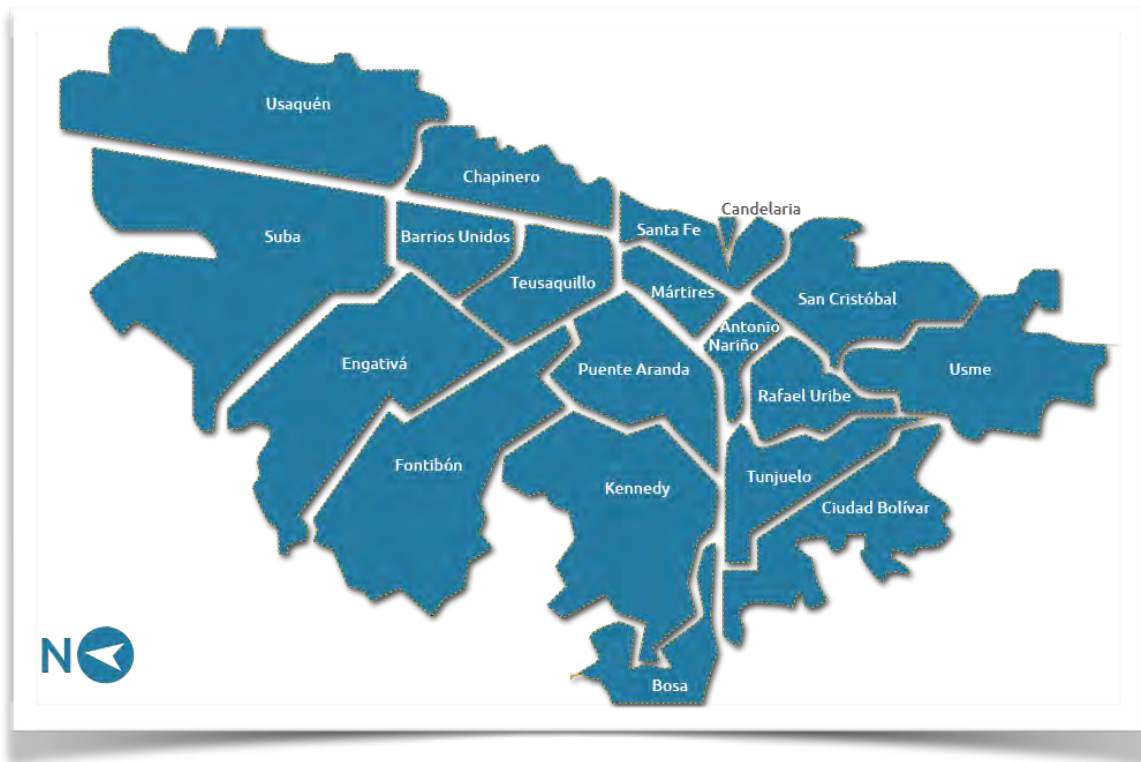 Usaquén
Chapinero
Candelaria
Suba
Barrios Unidos
Santa Fe
Teusaquillo
Mártires
San Cristóbal
Antonio
Nariño
Engativá
Puente Aranda
Usme
Rafael Uribe
Fontibón
Kennedy
Tunjuelo
Ciudad Bolívar
N
Bosa